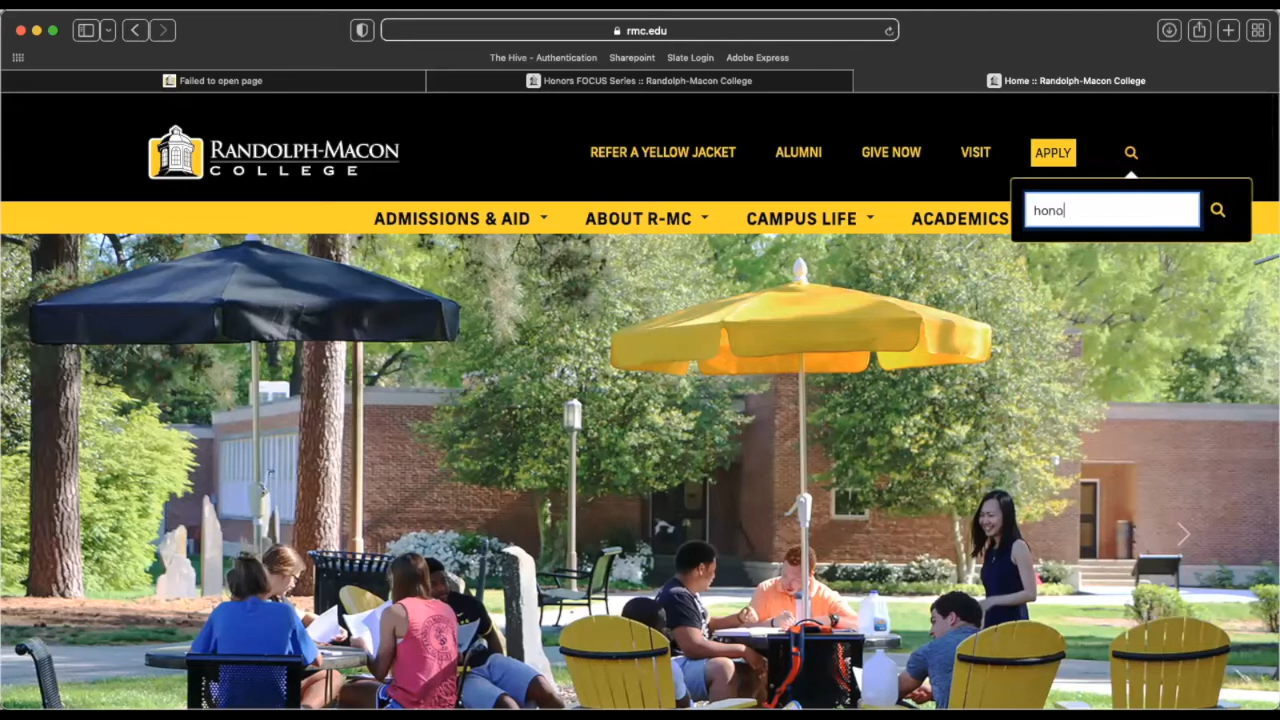 rmc.edu
The Hive - Authentication Sharepoint Slate Login Adobe Express
Failed to open page Honors FOCUS Series :: Randolph-Macon College Home :: Randolph-Macon College
RANDOLPH-MACON
COLLEGE
REFER A YELLOW JACKET ALUMNI GIVE NOW VISIT APPLY
hono
ADMISSIONS & AID ABOUT R-MC CAMPUS LIFE ACADEMICS